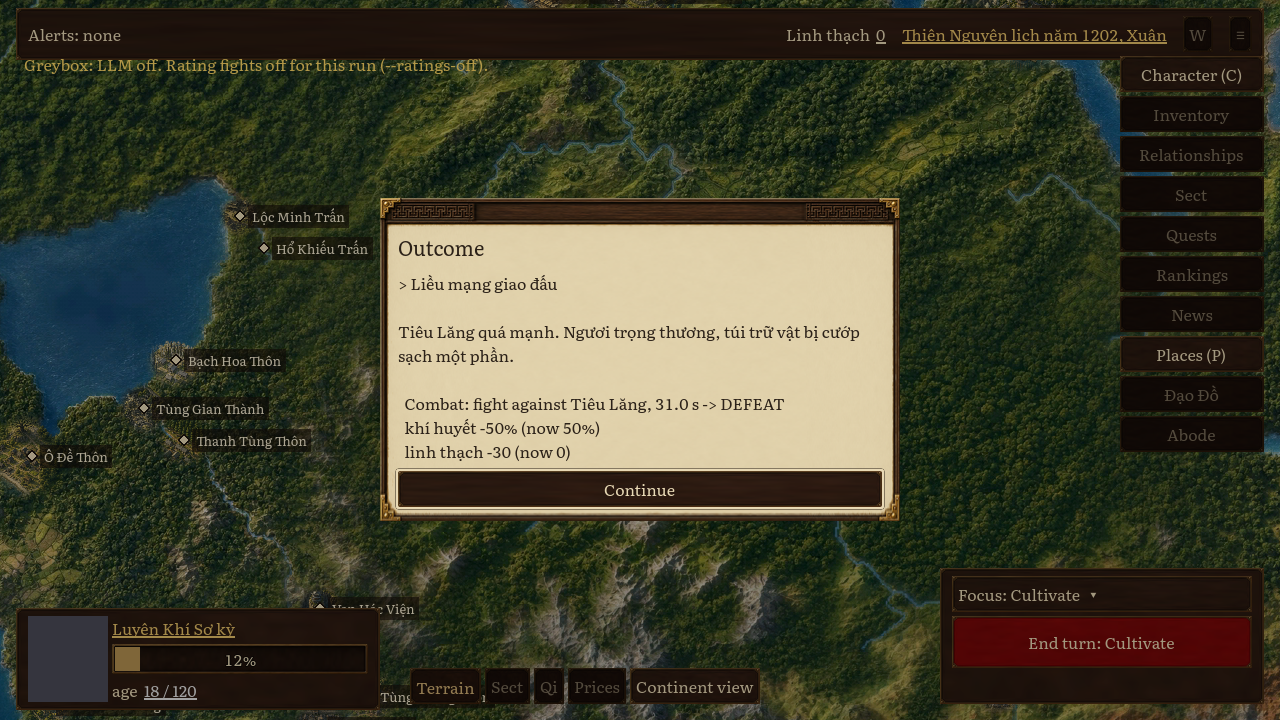 Alerts: none
Linh thạch 0
Thiên Nguyên lịch năm 1202, Xuân
W
≡
Greybox: LLM off. Rating fights off for this run (--ratings-off).
Character (C)
Inventory
Relationships
Sect
Quests
Rankings
News
Places (P)
Đạo Đồ
Abode
Lộc Minh Trấn
Hổ Khiếu Trấn
Bạch Hoa Thôn
Tùng Gian Thành
Thanh Tùng Thôn
Ô Đề Thôn
Outcome
> Liều mạng giao đấu
Tiêu Lăng quá mạnh. Ngươi trọng thương, túi trữ vật bị cướp
sạch một phần.
Combat: fight against Tiêu Lăng, 31.0 s -> DEFEAT
khí huyết -50% (now 50%)
linh thạch -30 (now 0)
Continue
Viện
Luyện Khí Sơ kỳ
12%
age 18 / 120
Terrain
Sect
Qi
Prices
Continent view
Focus: Cultivate ▾
End turn: Cultivate